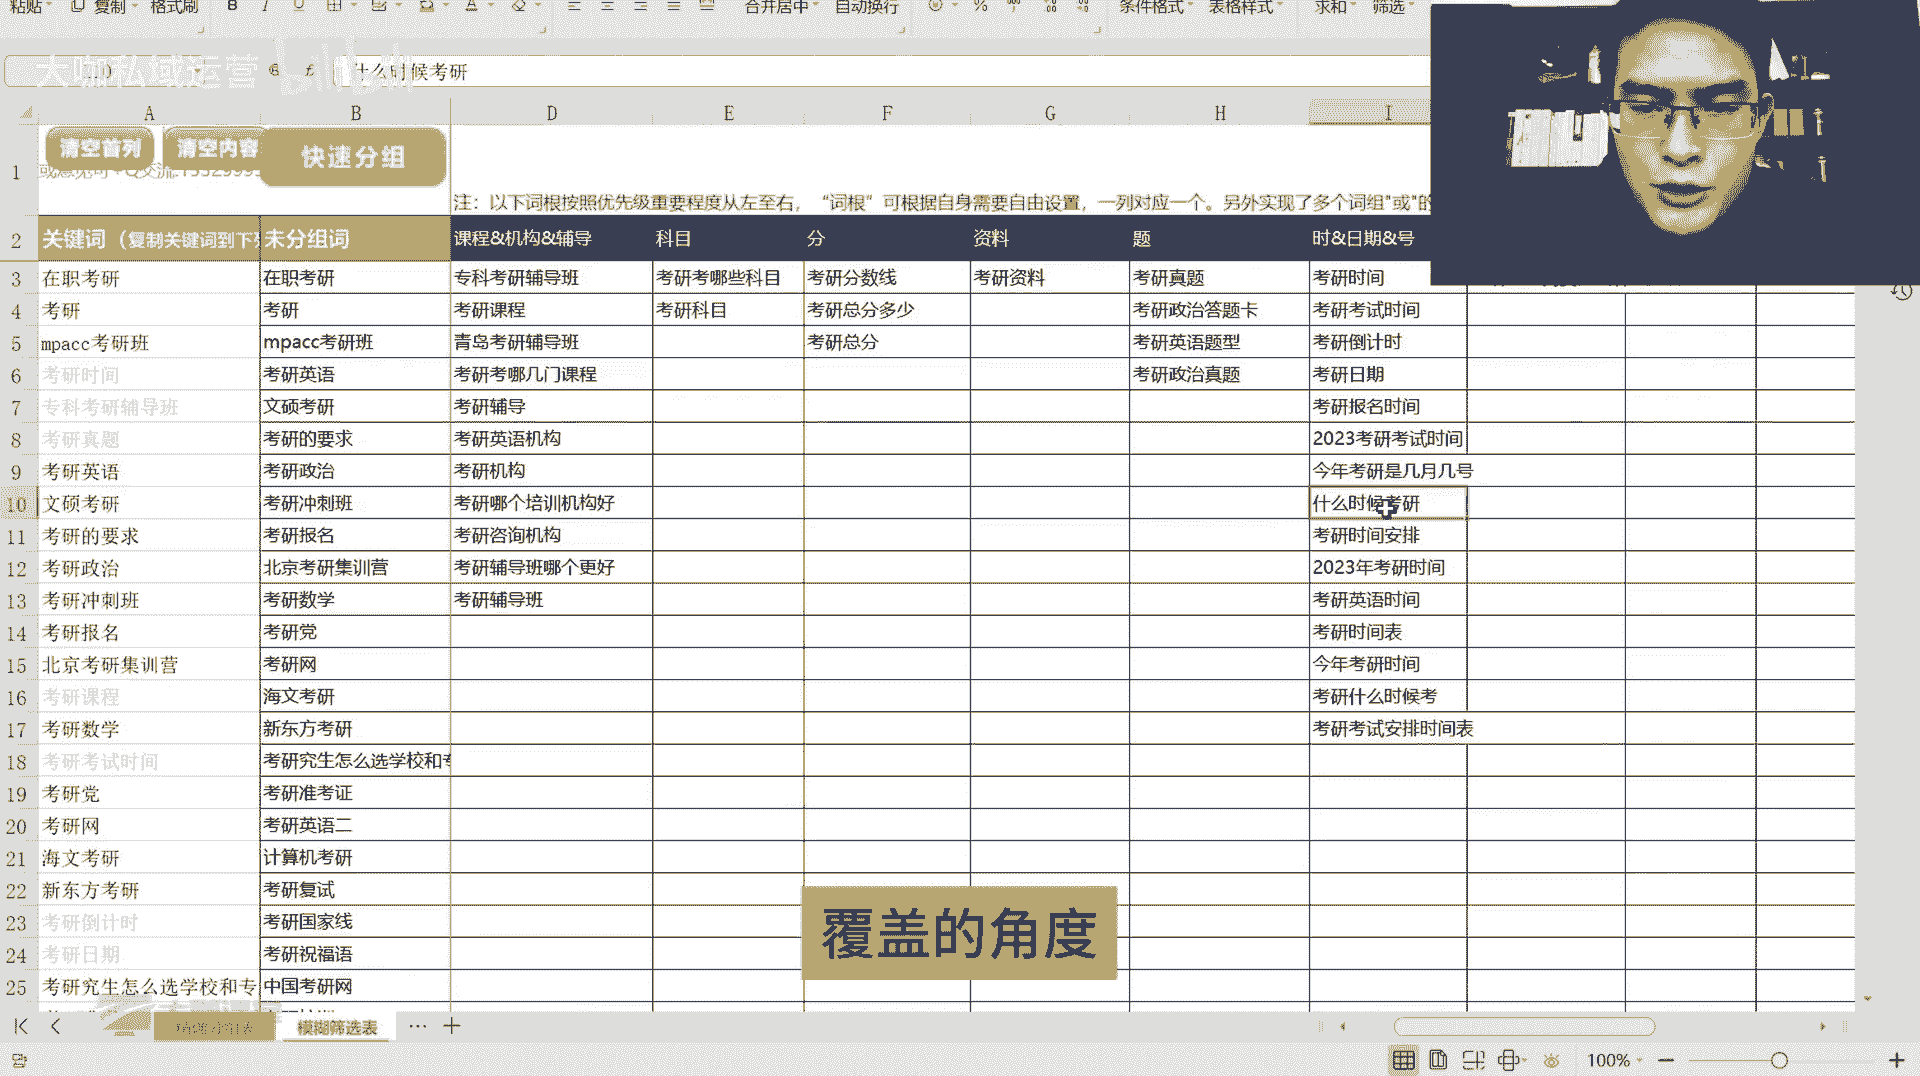 粘贴 复制 格式刷 B I U 合并居中 自动换行 % 条件格式 表格样式 求和 筛选
大咖私域运营
什么时候考研
A B D E F G H I
清空首列 清空内容 快速分组
1
注：以下词根按照优先级重要程度从左至右，“词根”可根据自身需要自由设置，一列对应一个。另外实现了多个词组"或"的
2 关键词（复制关键词到下 未分组词 课程&机构&辅导 科目 分 资料 题 时&日期&号
3 在职考研 在职考研 专科考研辅导班 考研考哪些科目 考研分数线 考研资料 考研真题 考研时间
4 考研 考研 考研课程 考研科目 考研总分多少 考研政治答题卡 考研考试时间
5 mpacc考研班 mpacc考研班 青岛考研辅导班 考研总分 考研英语题型 考研倒计时
6 考研时间 考研英语 考研考哪几门课程 考研政治真题 考研日期
7 专科考研辅导班 文硕考研 考研辅导 考研报名时间
8 考研真题 考研的要求 考研英语机构 2023考研考试时间
9 考研英语 考研政治 考研机构 今年考研是几月几号
10 文硕考研 考研冲刺班 考研哪个培训机构好 什么时候考研
11 考研的要求 考研报名 考研咨询机构 考研时间安排
12 考研政治 北京考研集训营 考研辅导班哪个更好 2023年考研时间
13 考研冲刺班 考研数学 考研辅导班 考研英语时间
14 考研报名 考研党 考研时间表
15 北京考研集训营 考研网 今年考研时间
16 考研课程 海文考研 考研什么时候考
17 考研数学 新东方考研 考研考试安排时间表
18 考研考试时间 考研究生怎么选学校和专
19 考研党 考研准考证
20 考研网 考研英语二
21 海文考研 计算机考研
22 新东方考研 考研复试
23 考研倒计时 考研国家线
24 考研日期 考研祝福语
25 考研究生怎么选学校和专 中国考研网
覆盖的角度
模糊筛选表
100%